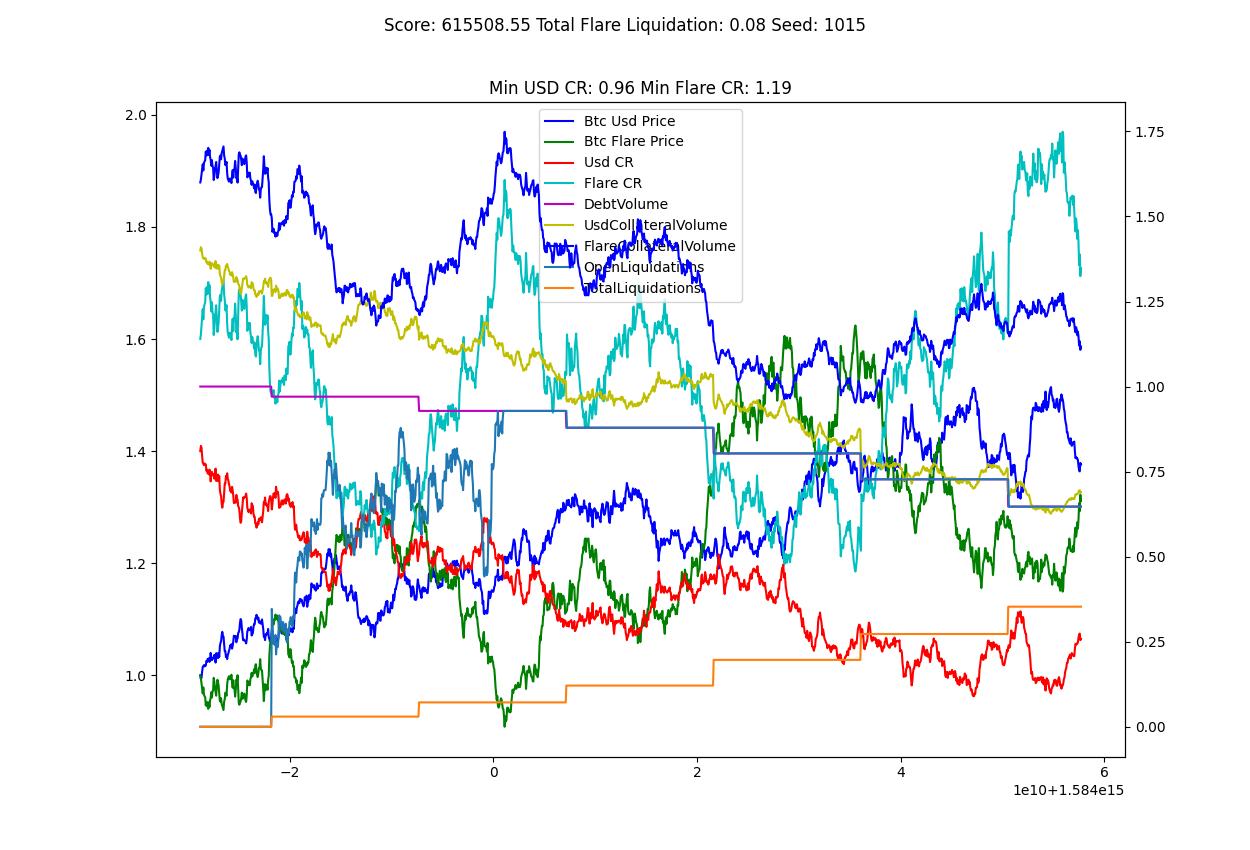 Score: 615508.55 Total Flare Liquidation: 0.08 Seed: 1015
Min USD CR: 0.96 Min Flare CR: 1.19
Btc Usd Price
Btc Flare Price
Usd CR
Flare CR
DebtVolume
UsdCollateralVolume
FlareCollateralVolume
OpenLiquidations
TotalLiquidations
2.0
1.8
1.6
1.4
1.2
1.0
1.75
1.50
1.25
1.00
0.75
0.50
0.25
0.00
−2
0
2
4
6
1e10+1.584e15